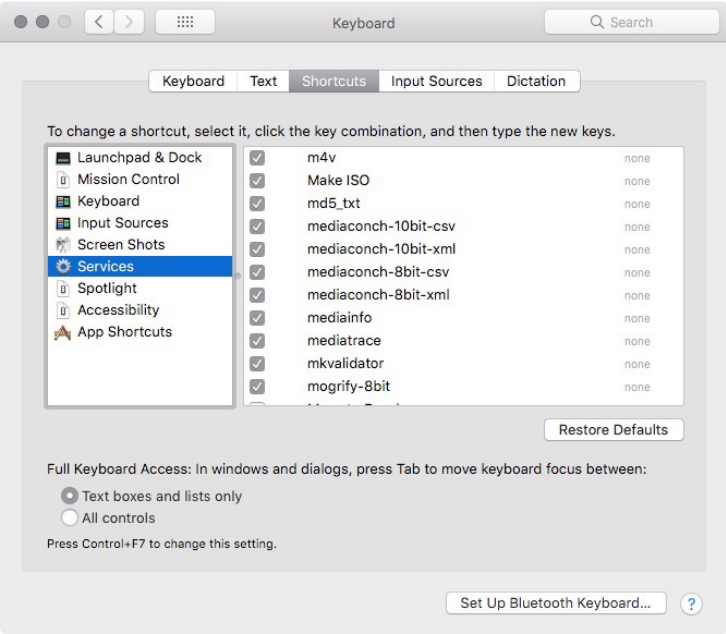 Keyboard
Search
Keyboard Text Shortcuts Input Sources Dictation
To change a shortcut, select it, click the key combination, and then type the new keys.
Launchpad & Dock
Mission Control
Keyboard
Input Sources
Screen Shots
Services
Spotlight
Accessibility
App Shortcuts
m4v none
Make ISO none
md5_txt none
mediaconch-10bit-csv none
mediaconch-10bit-xml none
mediaconch-8bit-csv none
mediaconch-8bit-xml none
mediainfo none
mediatrace none
mkvalidator none
mogrify-8bit none
Restore Defaults
Full Keyboard Access: In windows and dialogs, press Tab to move keyboard focus between:
Text boxes and lists only
All controls
Press Control+F7 to change this setting.
Set Up Bluetooth Keyboard...
?